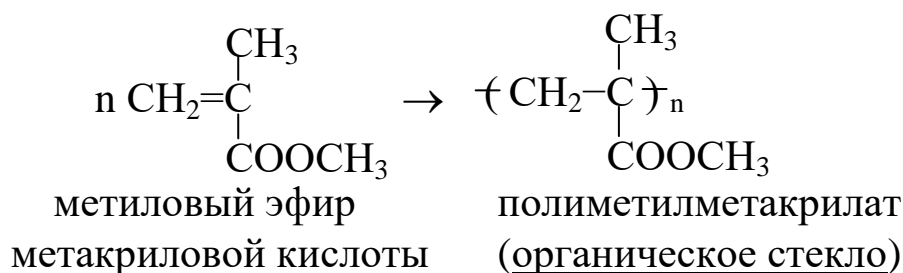 CH₃ CH₃
n CH₂=C → ( CH₂–C )ₙ
COOCH₃ COOCH₃
метиловый эфир полиметилметакрилат
метакриловой кислоты (органическое стекло)